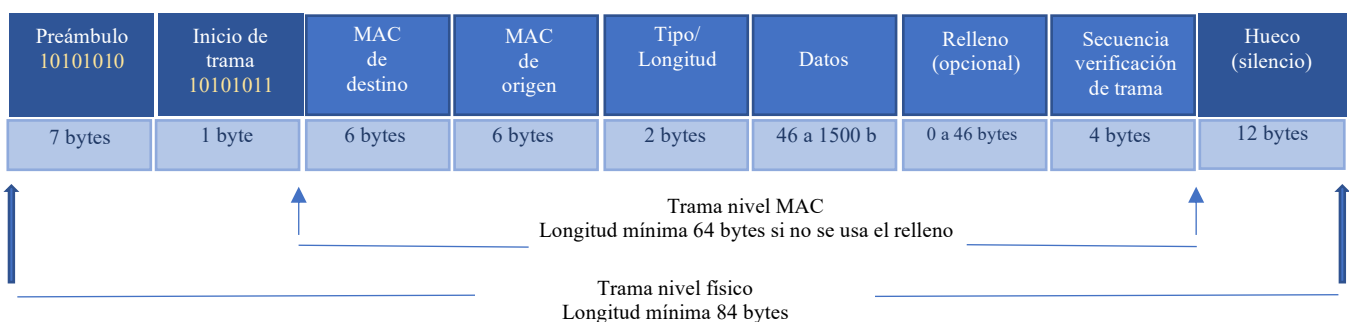 Preámbulo
10101010
Inicio de
trama
10101011
MAC
de
destino
MAC
de
origen
Tipo/
Longitud
Datos
Relleno
(opcional)
Secuencia
verificación
de trama
Hueco
(silencio)
7 bytes
1 byte
6 bytes
6 bytes
2 bytes
46 a 1500 b
0 a 46 bytes
4 bytes
12 bytes
Trama nivel MAC
Longitud mínima 64 bytes si no se usa el relleno
Trama nivel físico
Longitud mínima 84 bytes